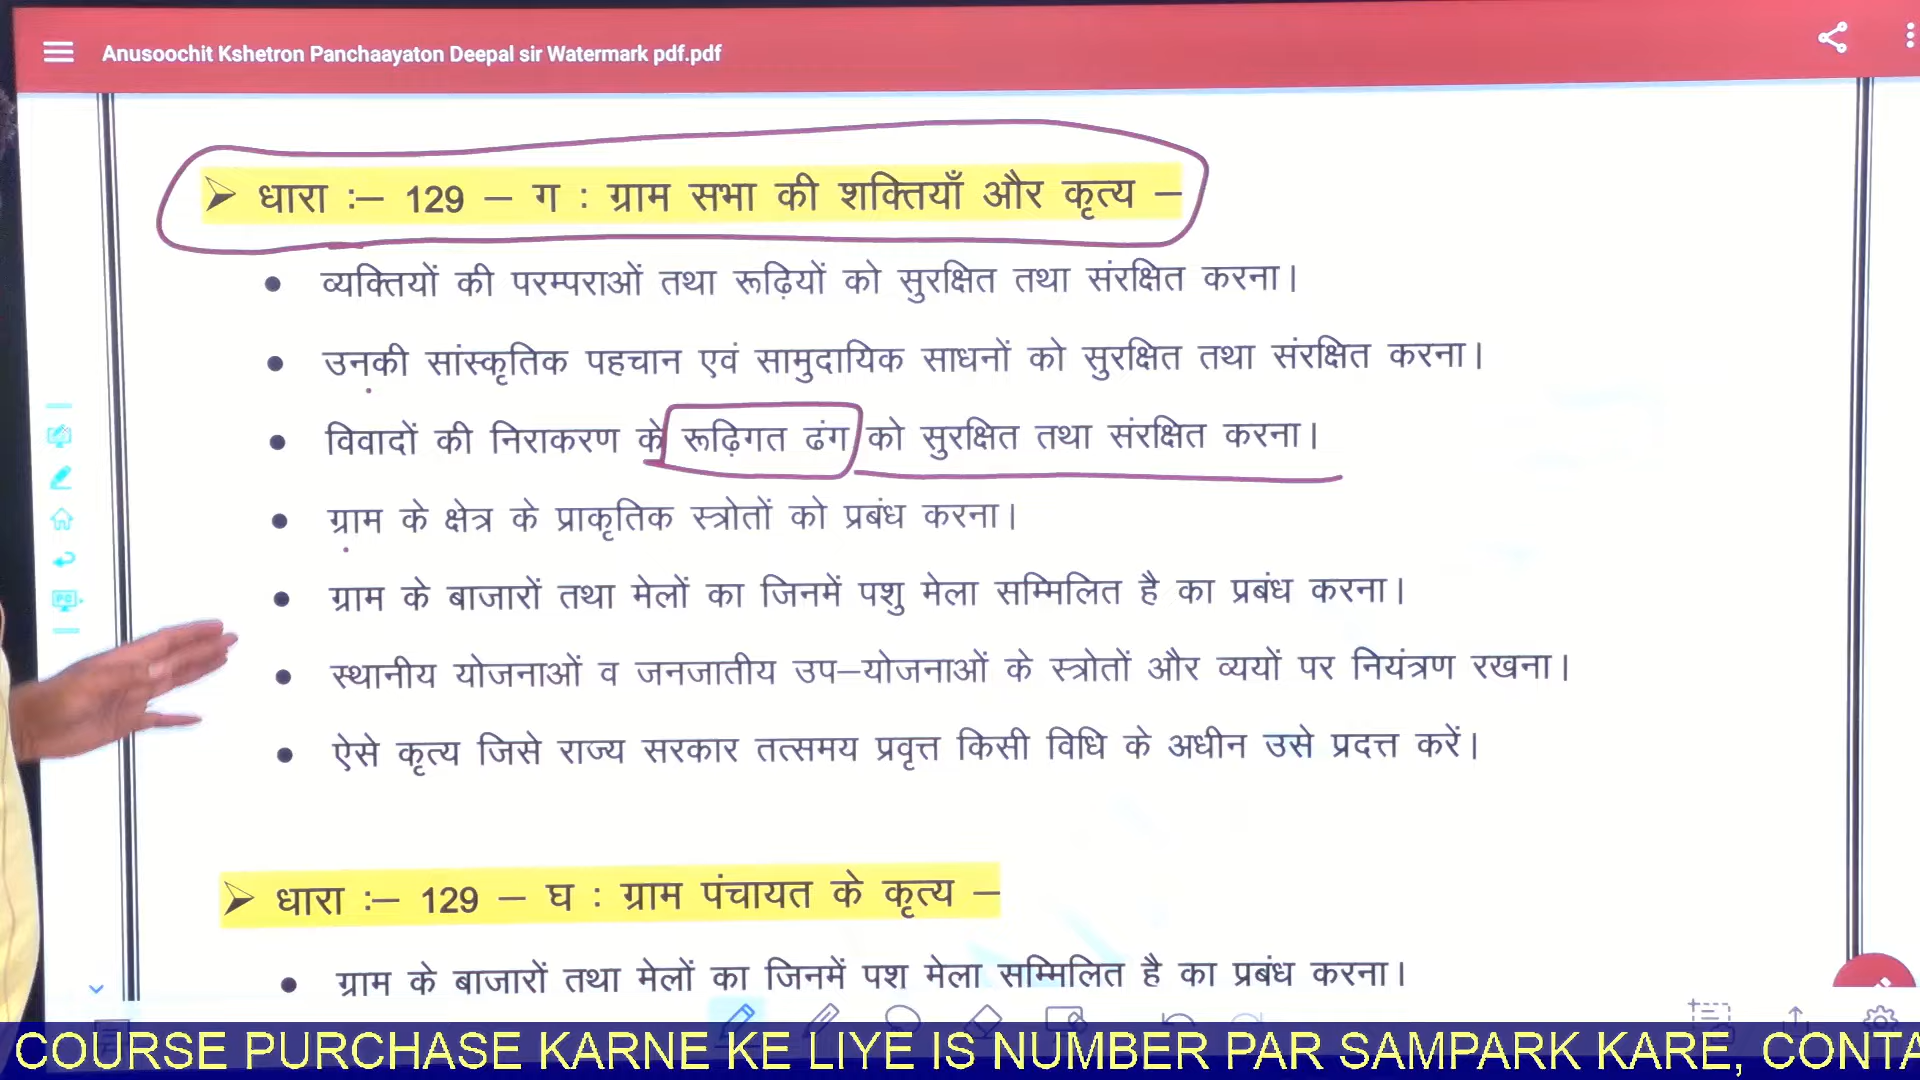 Anusoochit Kshetron Panchaayaton Deepal sir Watermark pdf.pdf
➢ धारा :– 129 – ग : ग्राम सभा की शक्तियाँ और कृत्य –
• व्यक्तियों की परम्पराओं तथा रूढ़ियों को सुरक्षित तथा संरक्षित करना।
• उनकी सांस्कृतिक पहचान एवं सामुदायिक साधनों को सुरक्षित तथा संरक्षित करना।
• विवादों की निराकरण के रूढ़िगत ढंग को सुरक्षित तथा संरक्षित करना।
• ग्राम के क्षेत्र के प्राकृतिक स्त्रोतों को प्रबंध करना।
• ग्राम के बाजारों तथा मेलों का जिनमें पशु मेला सम्मिलित है का प्रबंध करना।
• स्थानीय योजनाओं व जनजातीय उप–योजनाओं के स्त्रोतों और व्ययों पर नियंत्रण रखना।
• ऐसे कृत्य जिसे राज्य सरकार तत्समय प्रवृत्त किसी विधि के अधीन उसे प्रदत्त करें।
➢ धारा :– 129 – घ : ग्राम पंचायत के कृत्य –
• ग्राम के बाजारों तथा मेलों का जिनमें पश मेला सम्मिलित है का प्रबंध करना।
COURSE PURCHASE KARNE KE LIYE IS NUMBER PAR SAMPARK KARE, CONTA